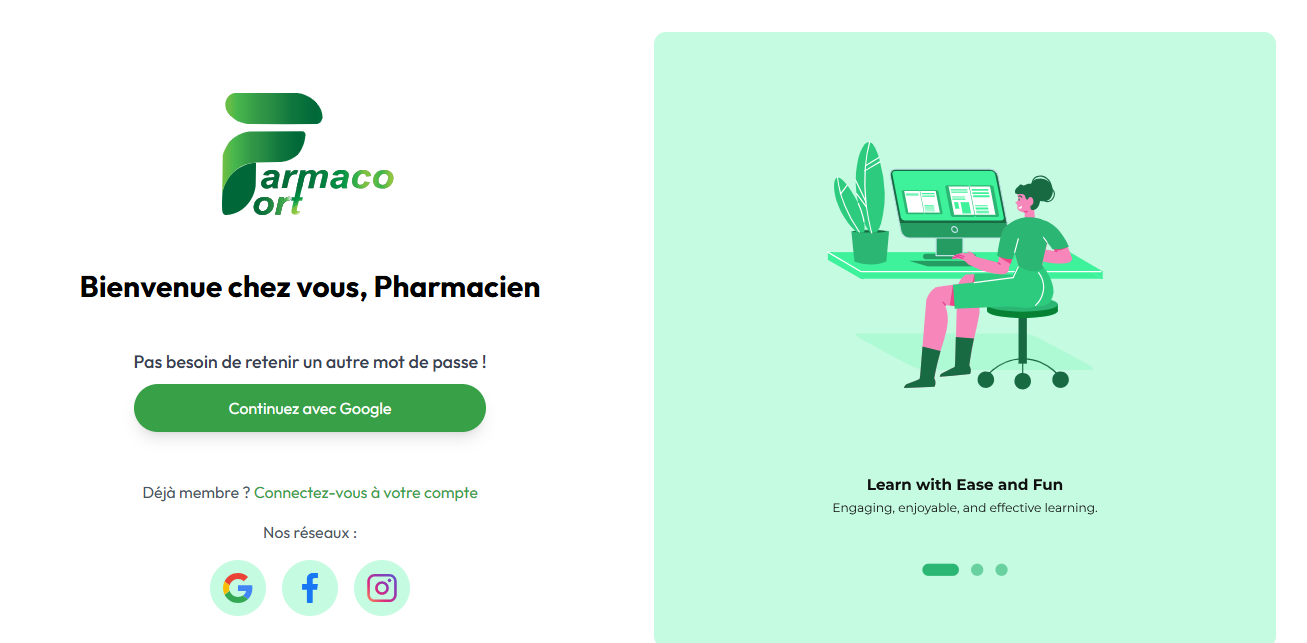 Farmaco
Fort
Bienvenue chez vous, Pharmacien
Pas besoin de retenir un autre mot de passe !
Continuez avec Google
Déjà membre ? Connectez-vous à votre compte
Nos réseaux :
Learn with Ease and Fun
Engaging, enjoyable, and effective learning.